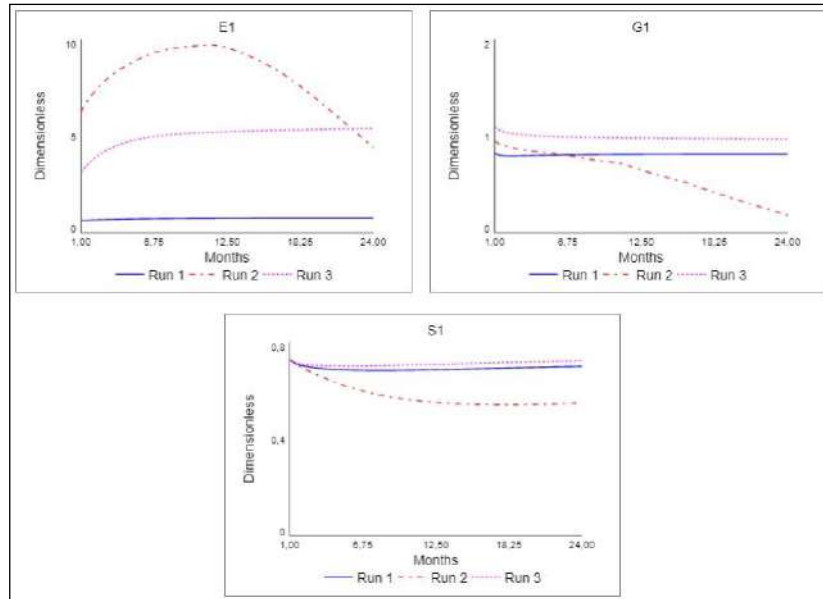 E1
10
5
0
Dimensionless
1,00 6,75 12,50 18,25 24,00
Months
Run 1 Run 2 Run 3
G1
2
1
0
Dimensionless
1,00 6,75 12,50 18,25 24,00
Months
Run 1 Run 2 Run 3
S1
0,8
0,4
0
Dimensionless
1,00 6,75 12,50 18,25 24,00
Months
Run 1 Run 2 Run 3